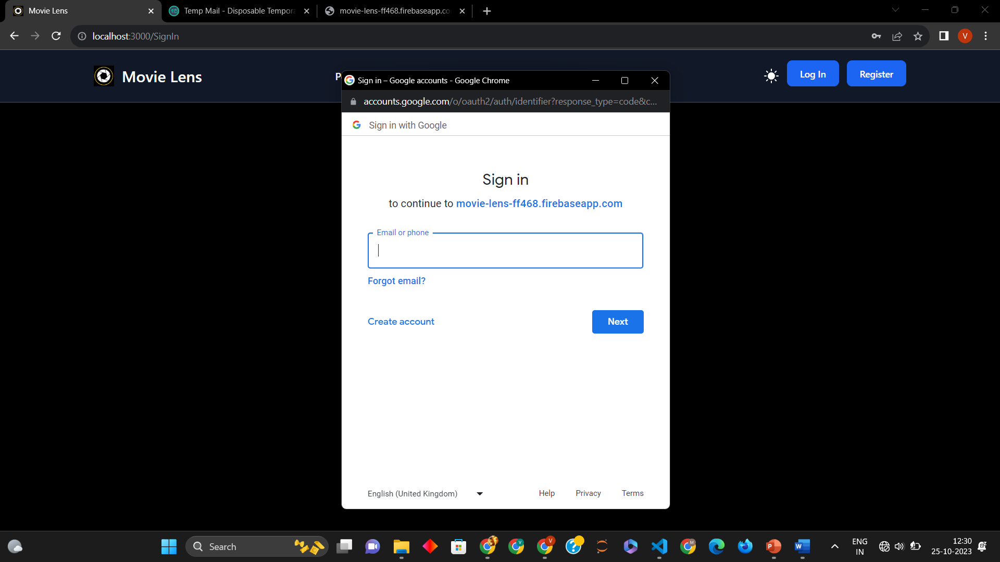 Movie Lens
Temp Mail - Disposable Tempora
movie-lens-ff468.firebaseapp.co
localhost:3000/SignIn
V
Movie Lens
P
Log In
Register
Sign in – Google accounts - Google Chrome
accounts.google.com/o/oauth2/auth/identifier?response_type=code&c...
Sign in with Google
Sign in
to continue to movie-lens-ff468.firebaseapp.com
Email or phone
Forgot email?
Create account
Next
English (United Kingdom)
Help
Privacy
Terms
Search
V
V
M
P
W
ENG
IN
12:30
25-10-2023